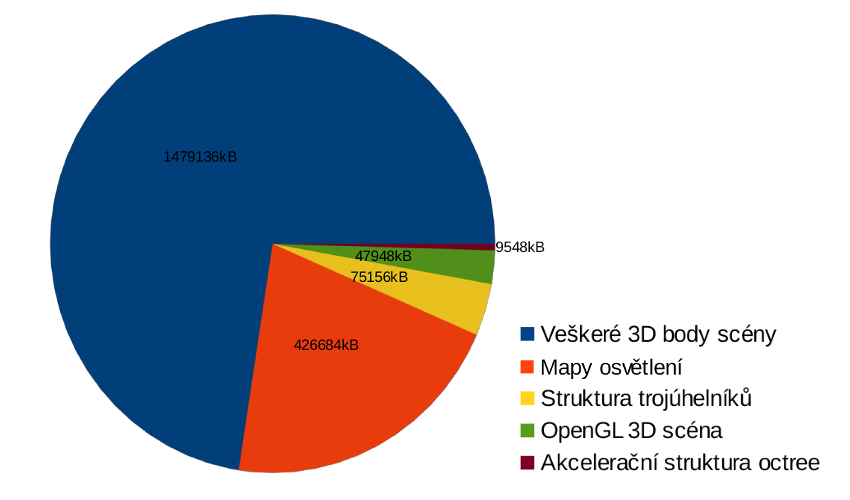 1479136kB
9548kB
47948kB
75156kB
426684kB
Veškeré 3D body scény
Mapy osvětlení
Struktura trojúhelníků
OpenGL 3D scéna
Akcelerační struktura octree